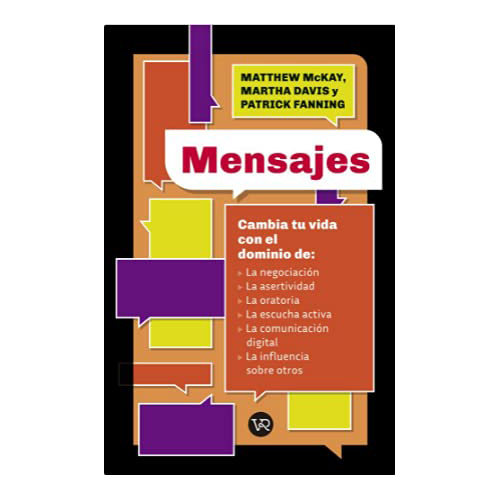 MATTHEW McKAY,
MARTHA DAVIS y
PATRICK FANNING
Mensajes
Cambia tu vida
con el
dominio de:
▸ La negociación
▸ La asertividad
▸ La oratoria
▸ La escucha activa
▸ La comunicación
digital
▸ La influencia
sobre otros
VR